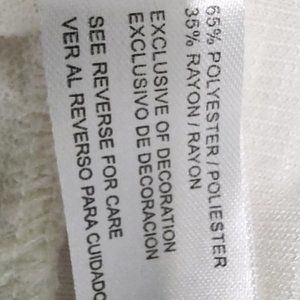 65% POLYESTER / POLIESTER
35% RAYON / RAYON
EXCLUSIVE OF DECORATION
EXCLUSIVO DE DECORACION
SEE REVERSE FOR CARE
VER AL REVERSO PARA CUIDADO